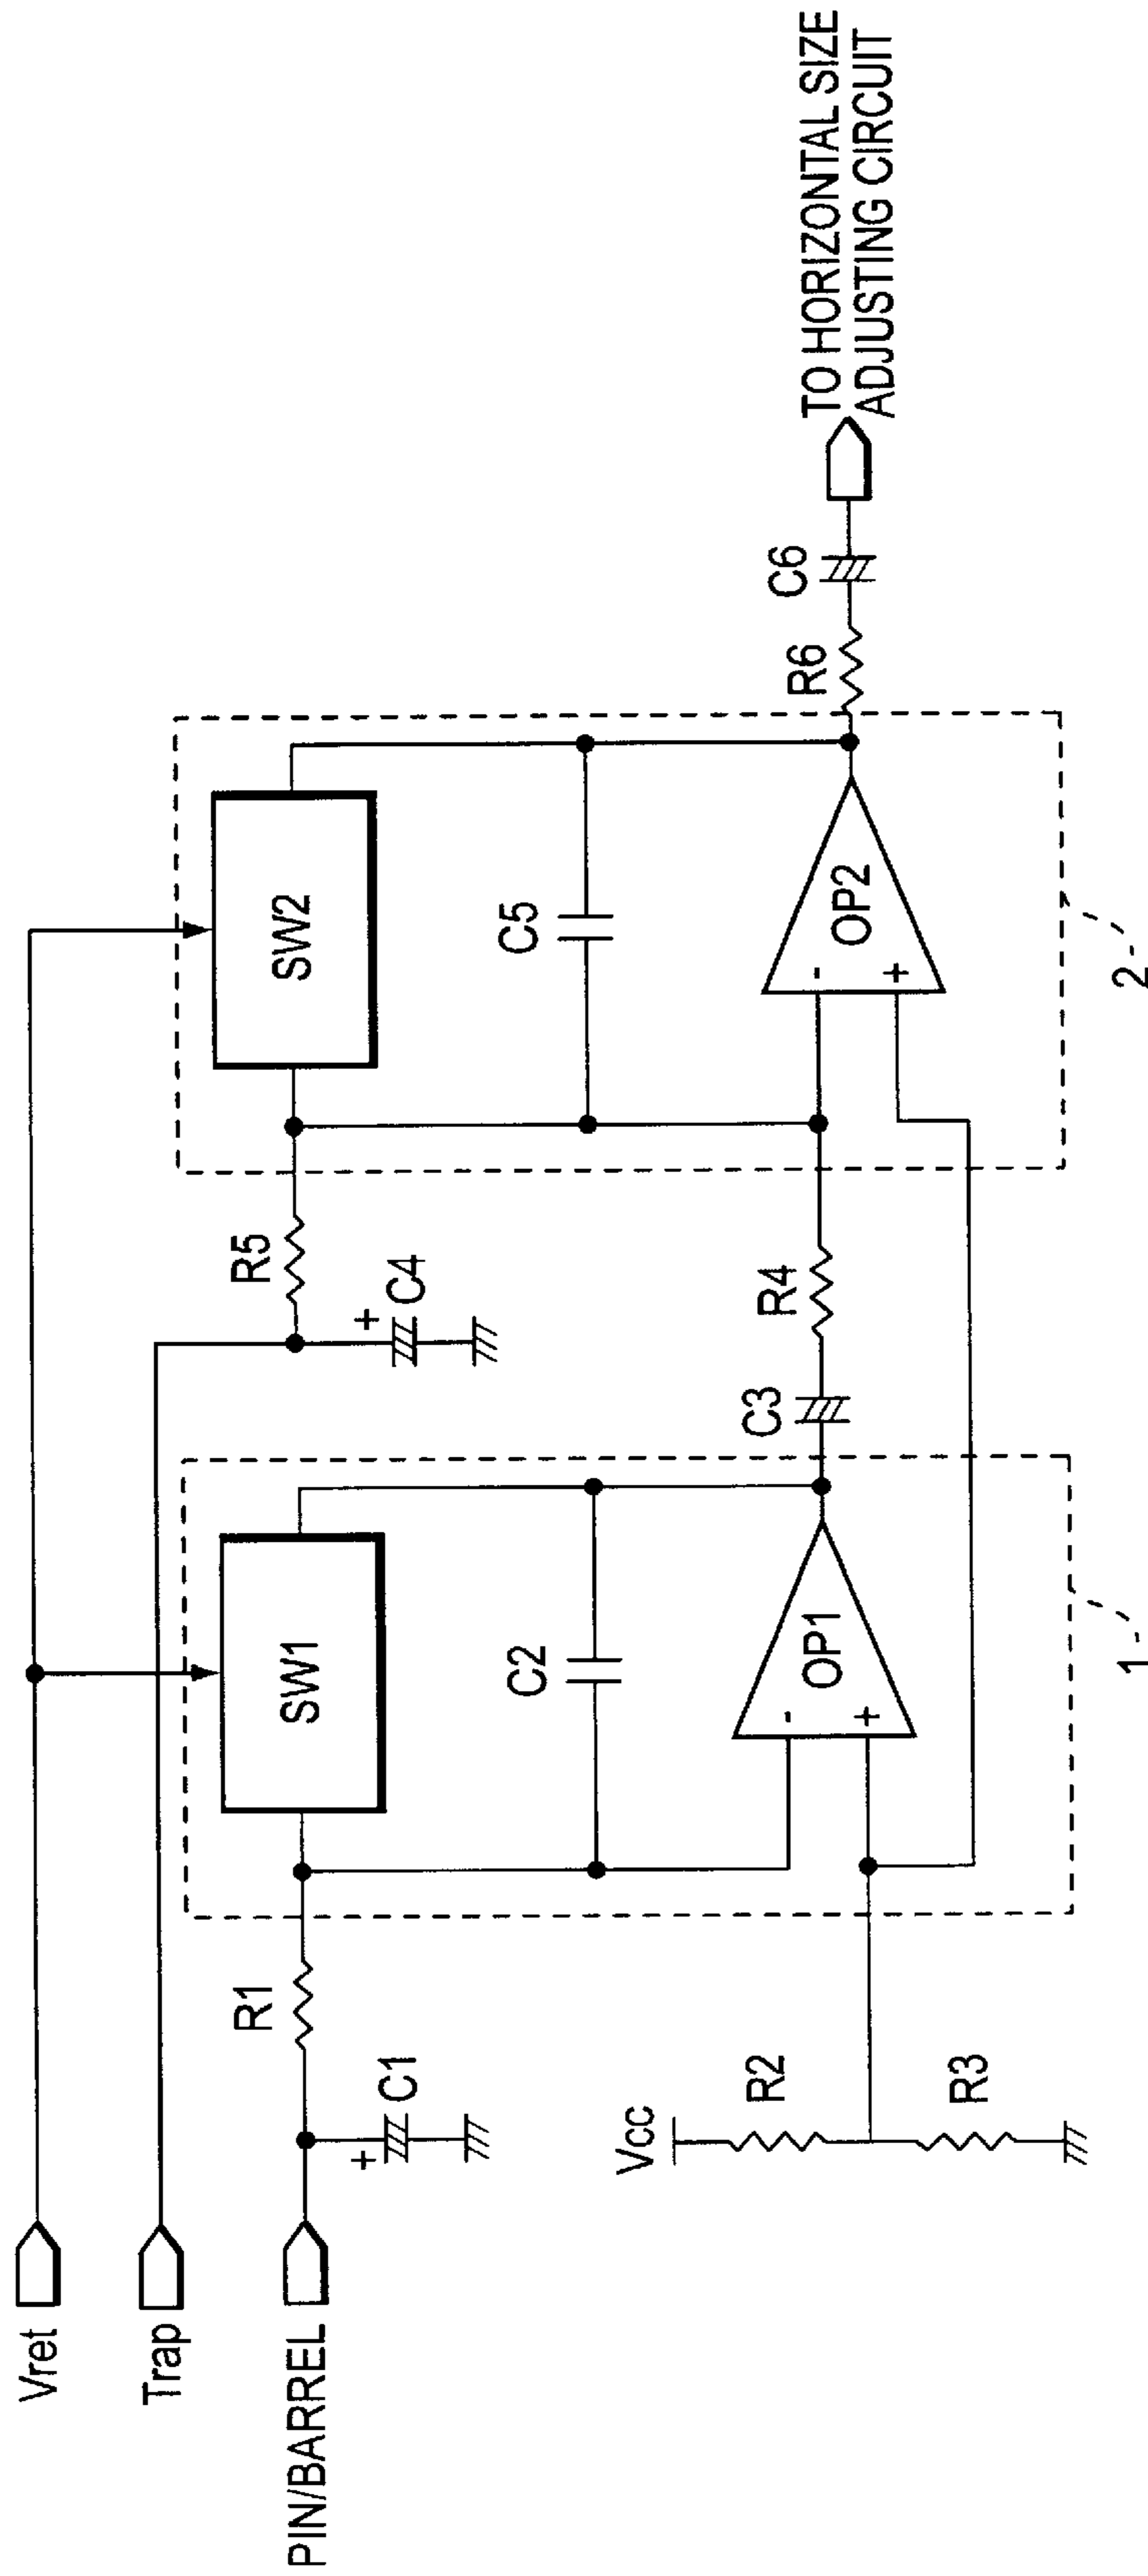 Vret
Trap
PIN/BARREL
R1
+
C1
SW1
C2
-
+
OP1
1
Vcc
R2
R3
C3
R4
R5
+
C4
SW2
C5
-
+
OP2
2
R6
C6
TO HORIZONTAL SIZE
ADJUSTING CIRCUIT